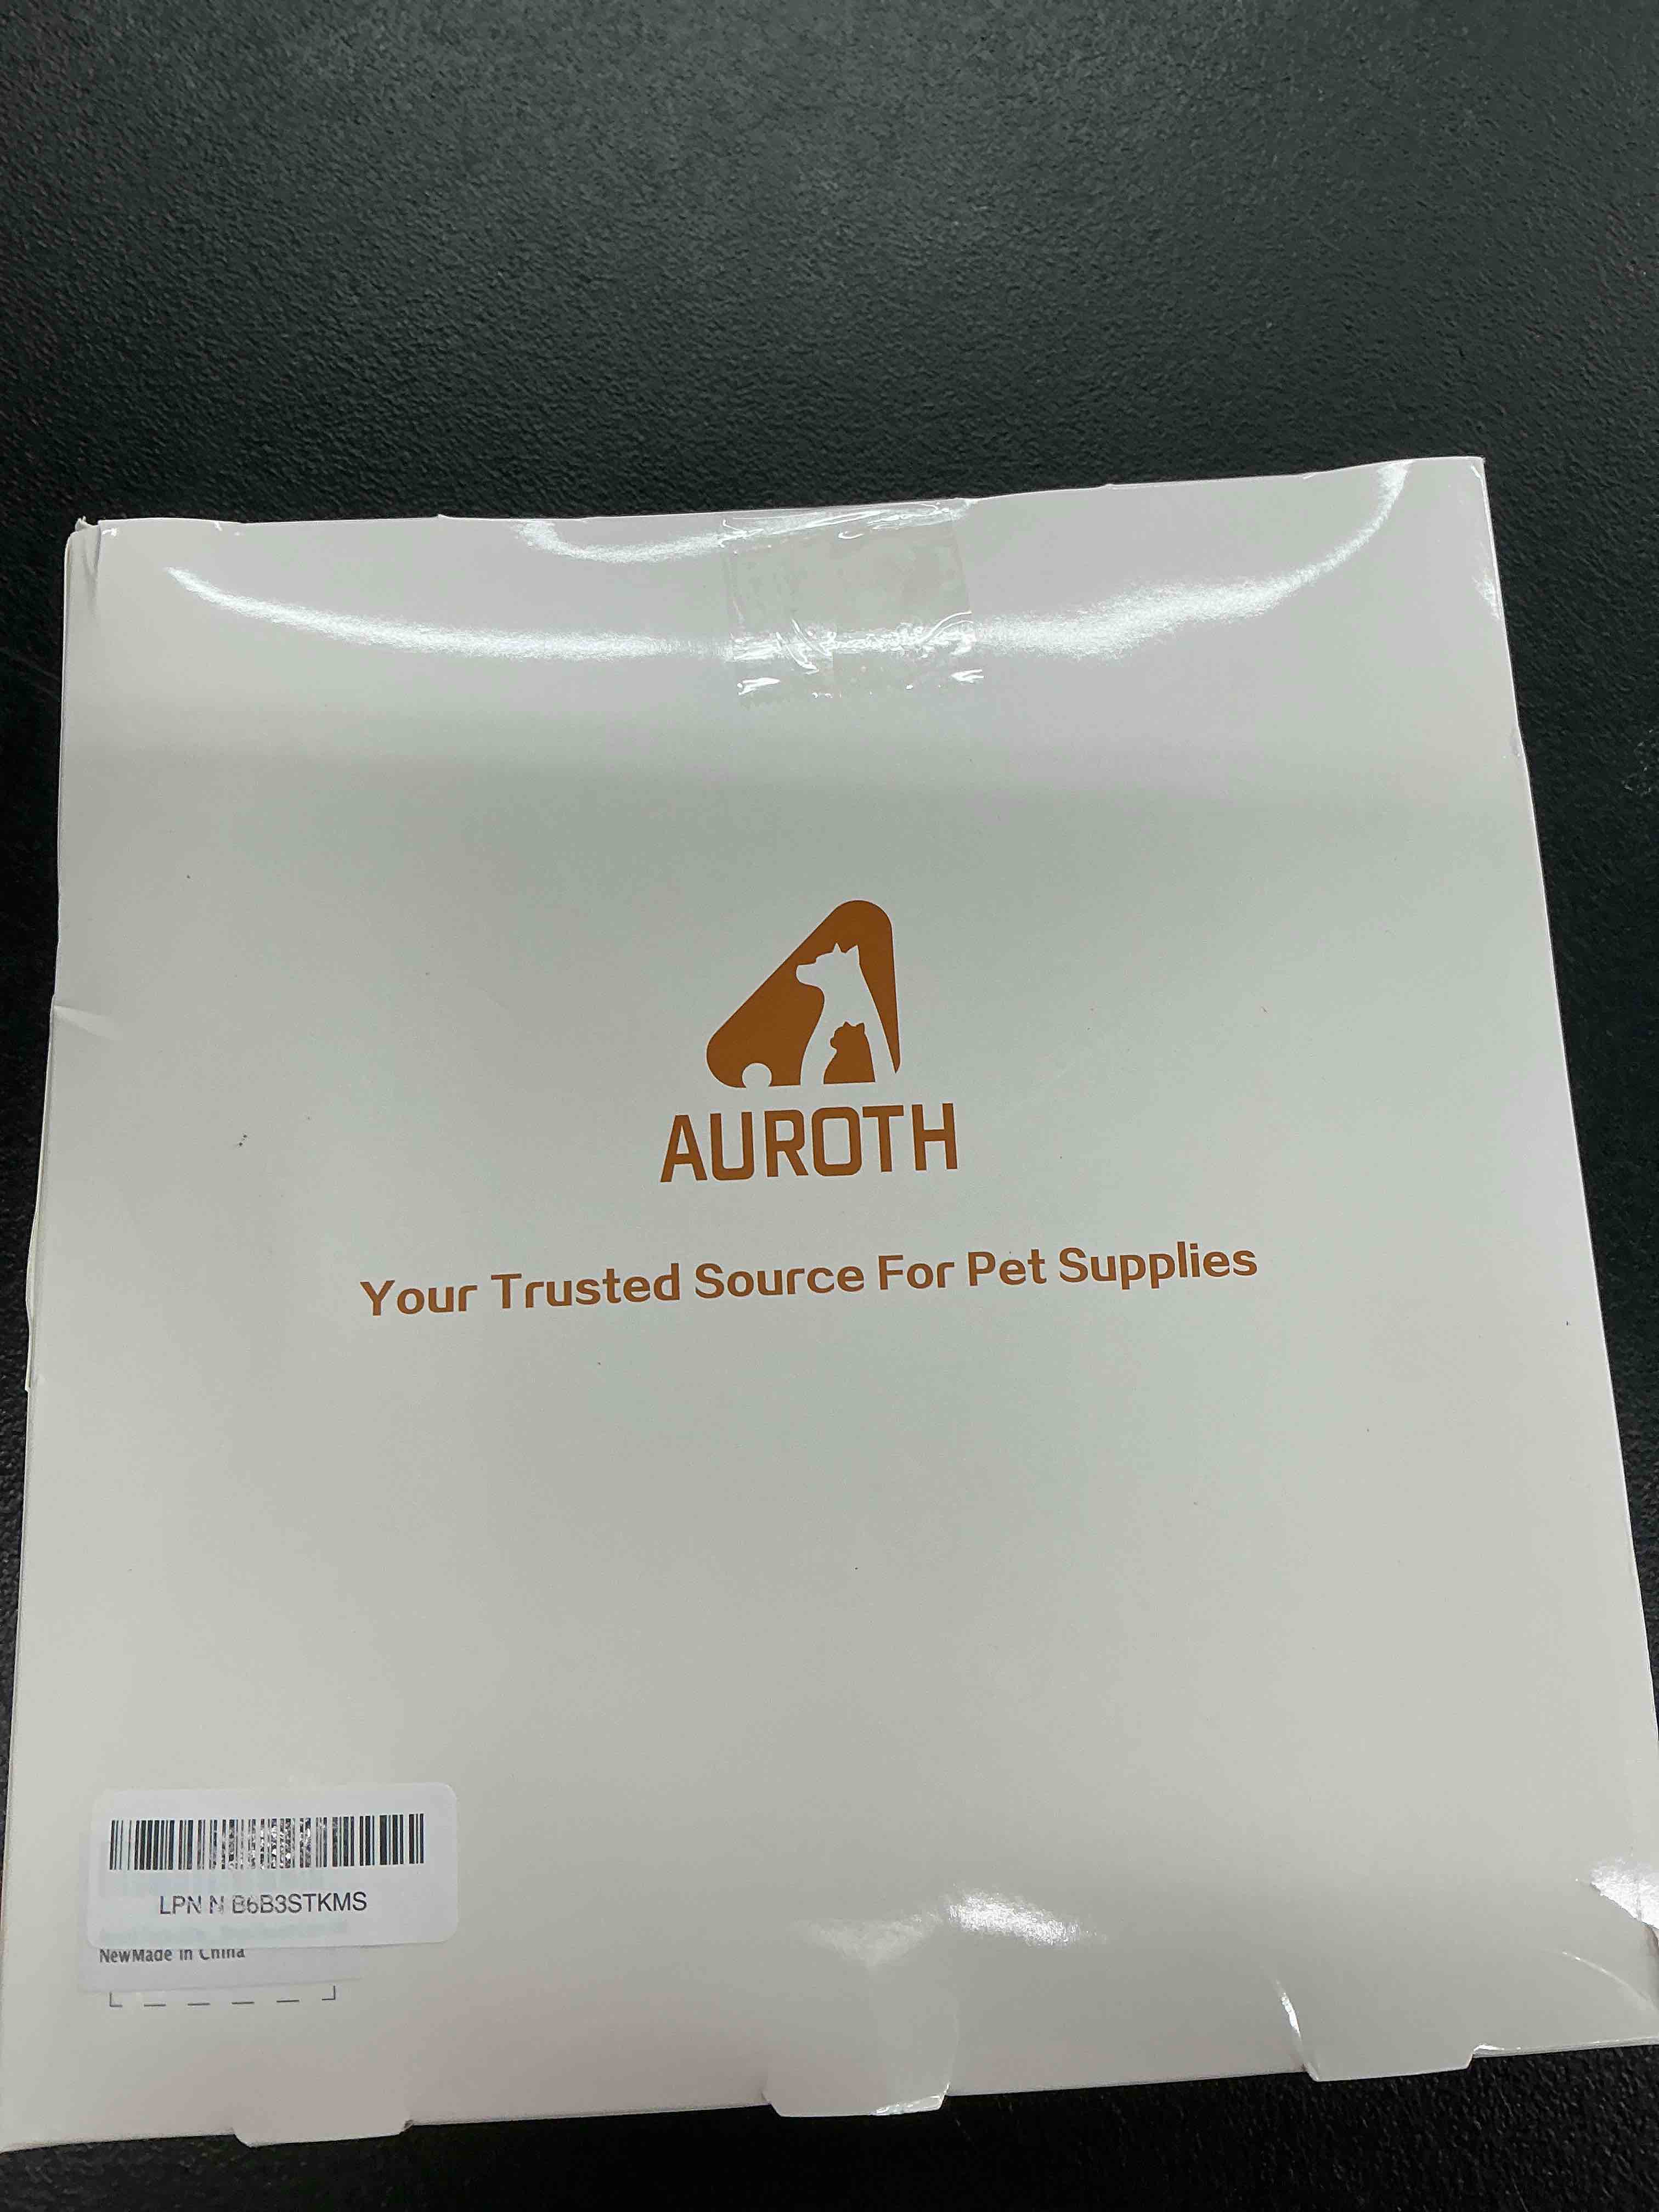 AUROTH
Your Trusted Source For Pet Supplies
LPN N B6B3STKMS
NewMade in China